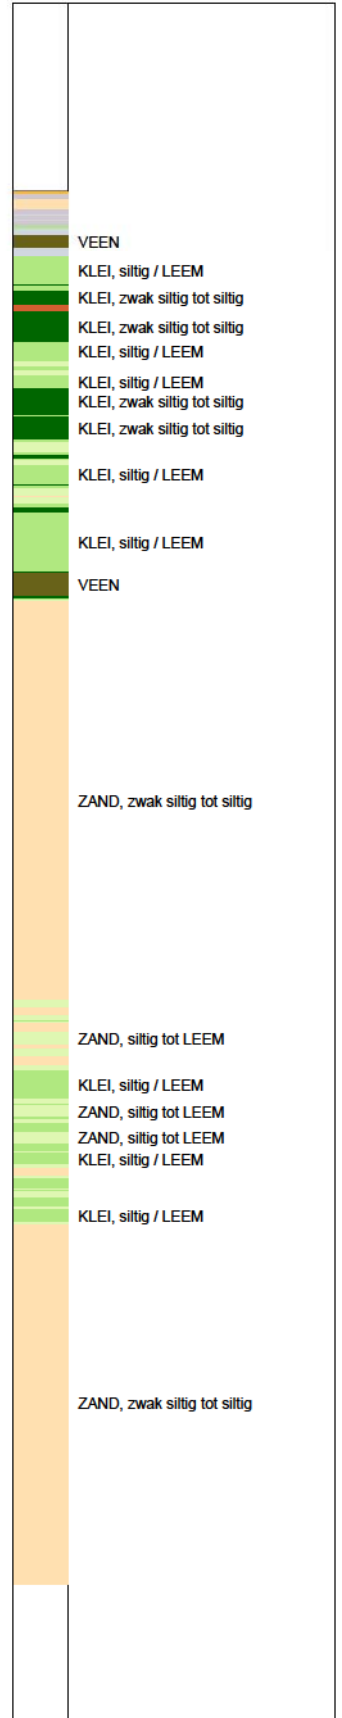 VEEN
KLEI, siltig / LEEM
KLEI, zwak siltig tot siltig
KLEI, zwak siltig tot siltig
KLEI, siltig / LEEM
KLEI, siltig / LEEM
KLEI, zwak siltig tot siltig
KLEI, zwak siltig tot siltig
KLEI, siltig / LEEM
KLEI, siltig / LEEM
VEEN
ZAND, zwak siltig tot siltig
ZAND, siltig tot LEEM
KLEI, siltig / LEEM
ZAND, siltig tot LEEM
ZAND, siltig tot LEEM
KLEI, siltig / LEEM
KLEI, siltig / LEEM
ZAND, zwak siltig tot siltig